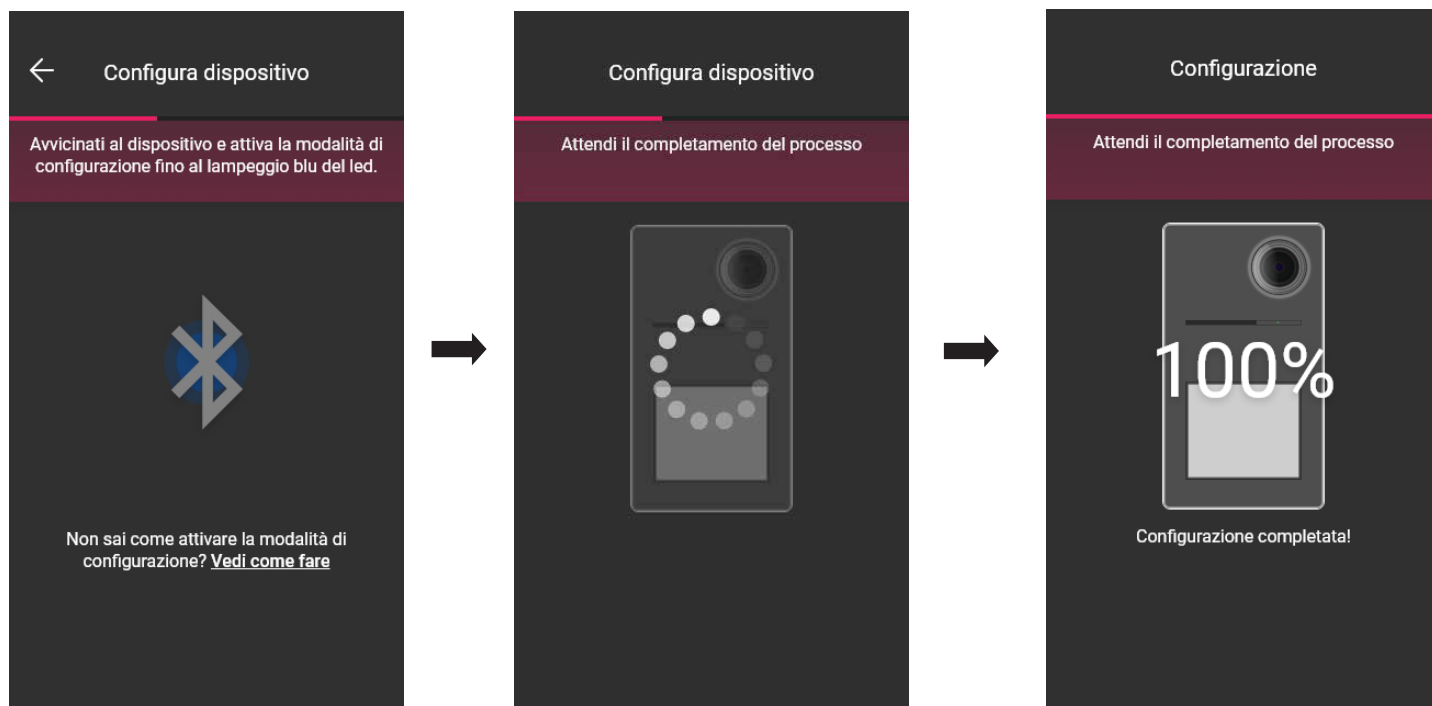 Configura dispositivo
Avvicinati al dispositivo e attiva la modalità di
configurazione fino al lampeggio blu del led.
Non sai come attivare la modalità di
configurazione? Vedi come fare
Configura dispositivo
Attendi il completamento del processo
Configurazione
Attendi il completamento del processo
100%
Configurazione completata!